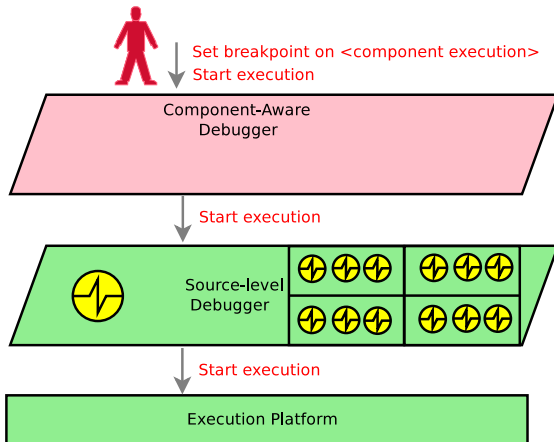 Set breakpoint on <component execution>
Start execution
Component-Aware
Debugger
Start execution
Source-level
Debugger
Start execution
Execution Platform